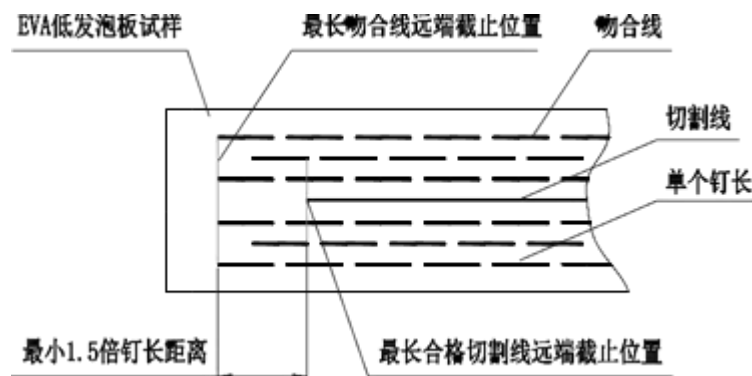 EVA低发泡板试样
最长吻合线远端截止位置
吻合线
切割线
单个钉长
最小1.5倍钉长距离
最长合格切割线远端截止位置